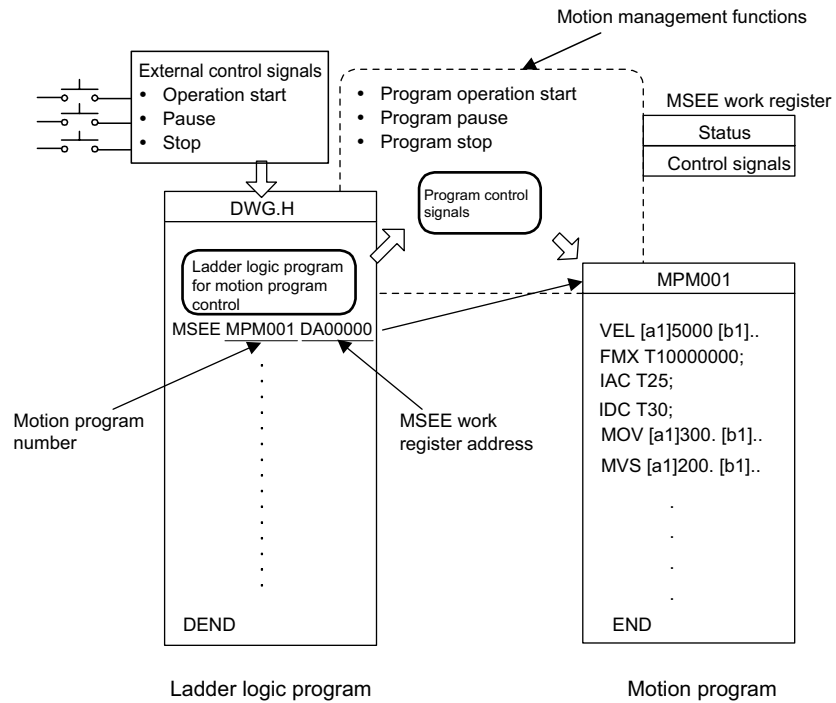 Motion management functions
External control signals
• Operation start
• Pause
• Stop
• Program operation start
• Program pause
• Program stop
MSEE work register
Status
Control signals
DWG.H
Program control
signals
Ladder logic program
for motion program
control
MSEE MPM001 DA00000
Motion program
number
MSEE work
register address
DEND
Ladder logic program
MPM001
VEL [a1]5000 [b1]..
FMX T10000000;
IAC T25;
IDC T30;
MOV [a1]300. [b1]..
MVS [a1]200. [b1]..
END
Motion program